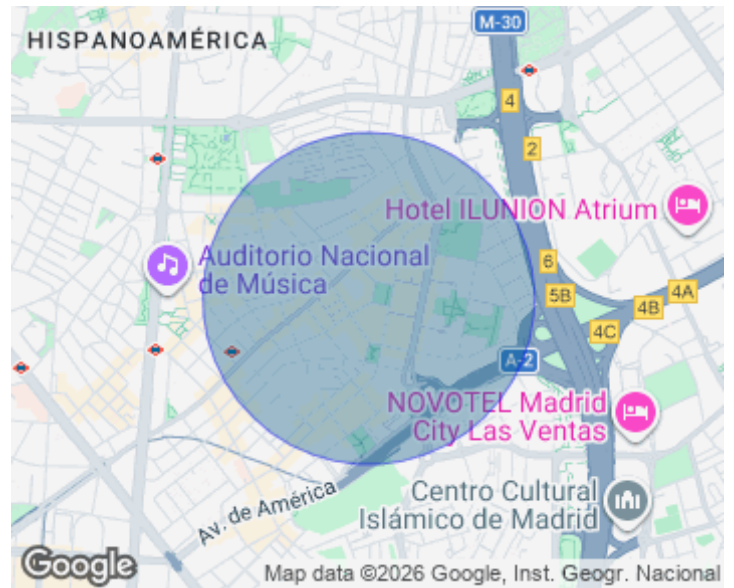 M-30
HISPANOAMÉRICA
4
2
Hotel ILUNION Atrium
Auditorio Nacional
de Música
6
5B
4A
4B
4C
A-2
NOVOTEL Madrid
City Las Ventas
Av. de América
Centro Cultural
Islámico de Madrid
Google
Map data ©2026 Google, Inst. Geogr. Nacional